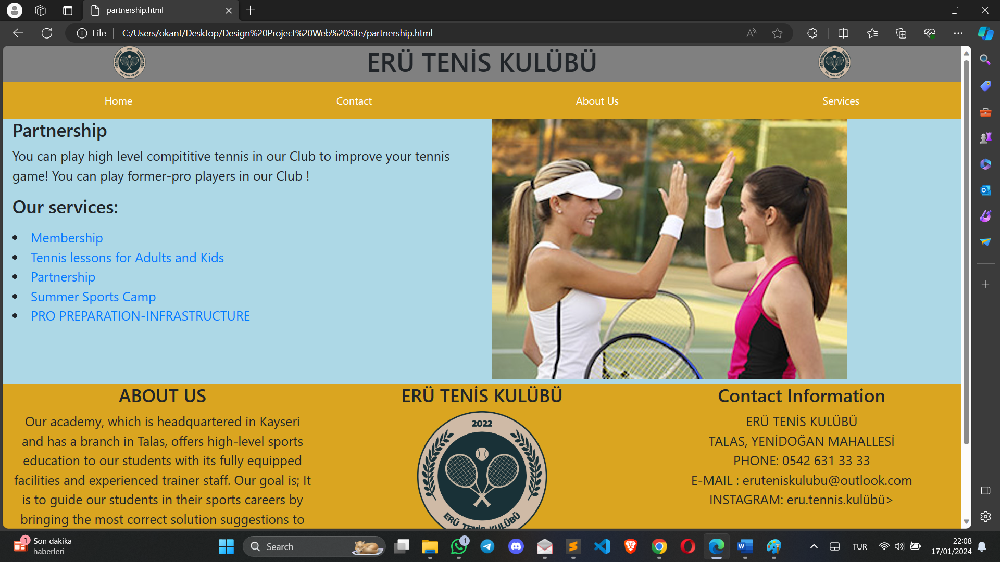 partnership.html
File
C:/Users/okant/Desktop/Design%20Project%20Web%20Site/partnership.html
2022
ERÜ TENİS KULÜBÜ
ERÜ TENİS KULÜBÜ
2022
ERÜ TENİS KULÜBÜ
Home Contact About Us Services
Partnership
You can play high level compititive tennis in our Club to improve your tennis
game! You can play former-pro players in our Club !
Our services:
• Membership
• Tennis lessons for Adults and Kids
• Partnership
• Summer Sports Camp
• PRO PREPARATION-INFRASTRUCTURE
ABOUT US
Our academy, which is headquartered in Kayseri
and has a branch in Talas, offers high-level sports
education to our students with its fully equipped
facilities and experienced trainer staff. Our goal is; It
is to guide our students in their sports careers by
bringing the most correct solution suggestions to
ERÜ TENİS KULÜBÜ
2022
ERÜ TENİS KULÜBÜ
Contact Information
ERÜ TENİS KULÜBÜ
TALAS, YENİDOĞAN MAHALLESİ
PHONE: 0542 631 33 33
E-MAIL : eruteniskulubu@outlook.com
INSTAGRAM: eru.tennis.kulübü>
1
Son dakika
haberleri
Search
1
TUR
22:08
17/01/2024